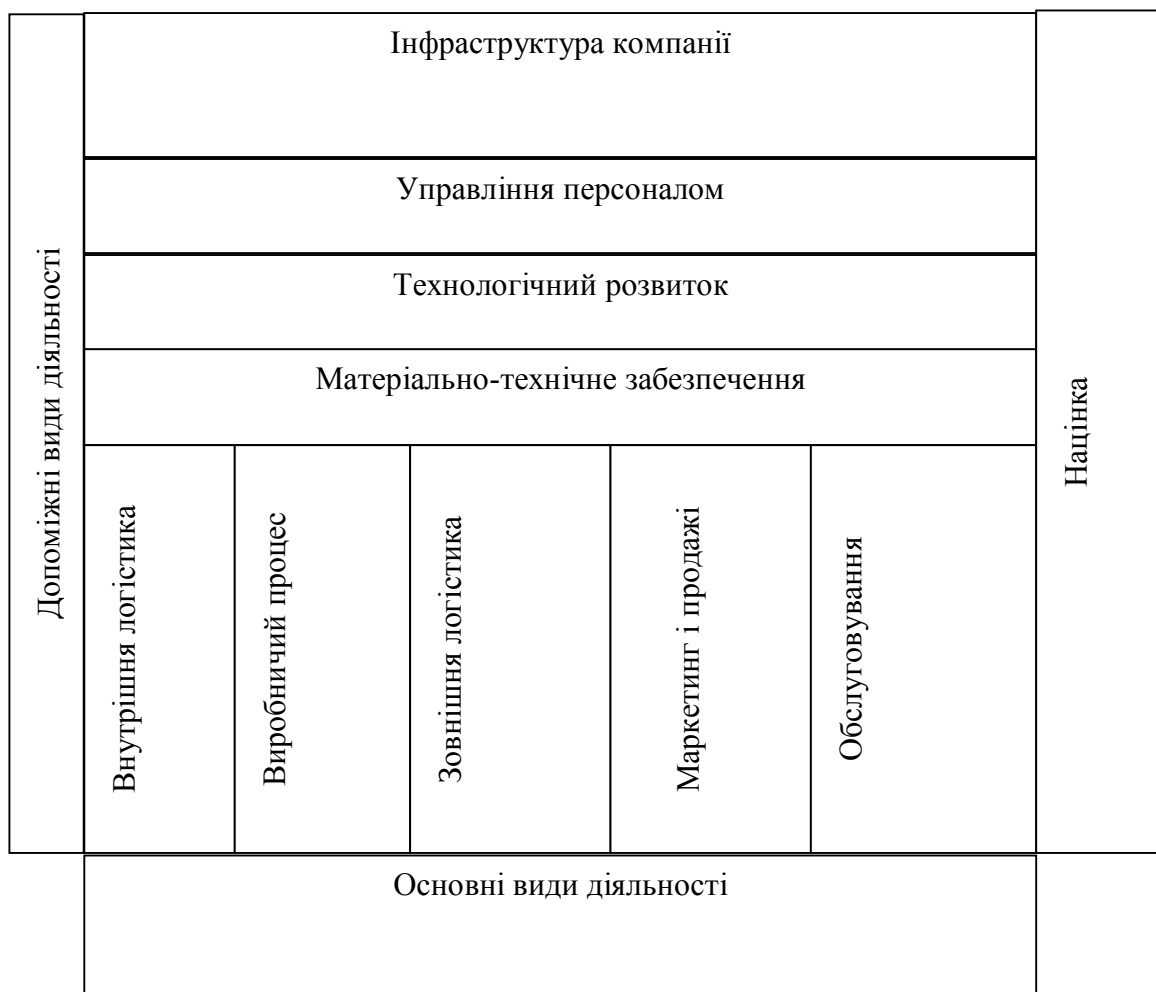 Інфраструктура компанії
Управління персоналом
Технологічний розвиток
Матеріально-технічне забезпечення
Допоміжні види діяльності
Внутрішня логістика
Виробничий процес
Зовнішня логістика
Маркетинг і продажі
Обслуговування
Націнка
Основні види діяльності